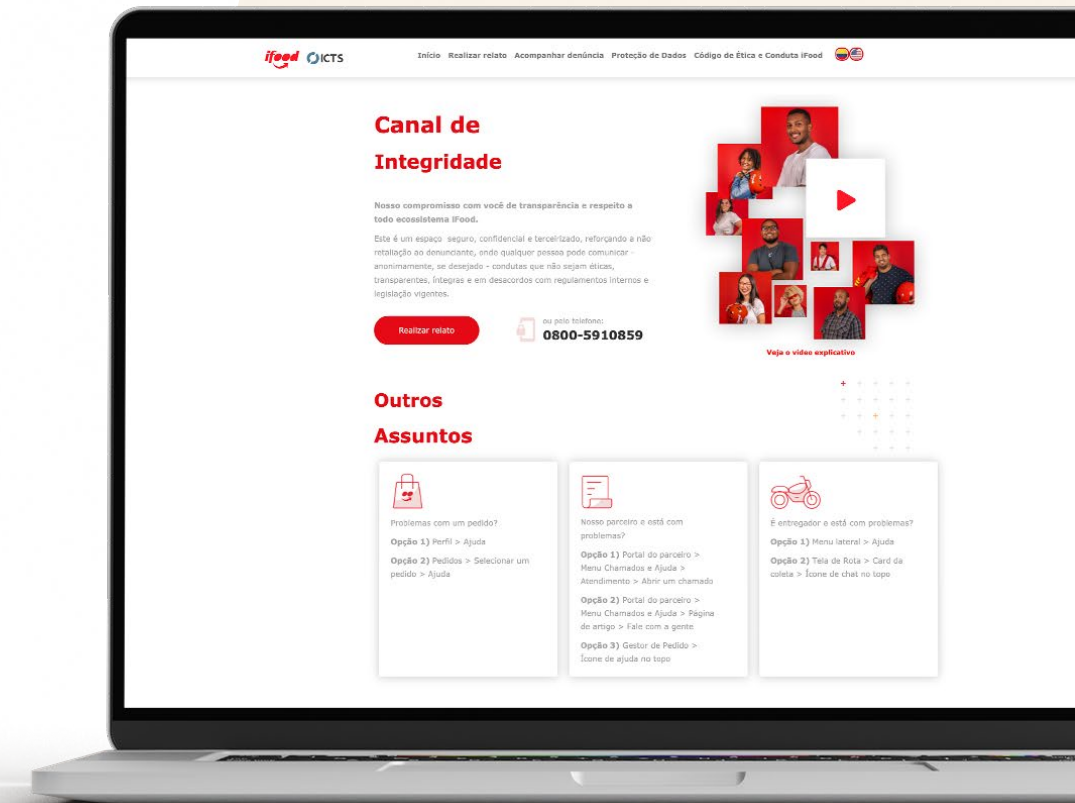 ifood ICTS
Início Realizar relato Acompanhar denúncia Proteção de Dados Código de Ética e Conduta iFood
Canal de
Integridade
Nosso compromisso com você de transparência e respeito a
todo ecossistema iFood.
Este é um espaço seguro, confidencial e terceirizado, reforçando a não
retaliação ao denunciante, onde qualquer pessoa pode comunicar -
anonimamente, se desejado - condutas que não sejam éticas,
transparentes, íntegras e em desacordos com regulamentos internos e
legislação vigentes.
Realizar relato
ou pelo telefone:
0800-5910859
Veja o vídeo explicativo
Outros
Assuntos
Problemas com um pedido?
Opção 1) Perfil > Ajuda
Opção 2) Pedidos > Selecionar um
pedido > Ajuda
Nosso parceiro e está com
problemas?
Opção 1) Portal do parceiro >
Menu Chamados e Ajuda >
Atendimento > Abrir um chamado
Opção 2) Portal do parceiro >
Menu Chamados e Ajuda > Página
de artigo > Fale com a gente
Opção 3) Gestor de Pedido >
Ícone de ajuda no topo
É entregador e está com problemas?
Opção 1) Menu lateral > Ajuda
Opção 2) Tela de Rota > Card da
coleta > Ícone de chat no topo